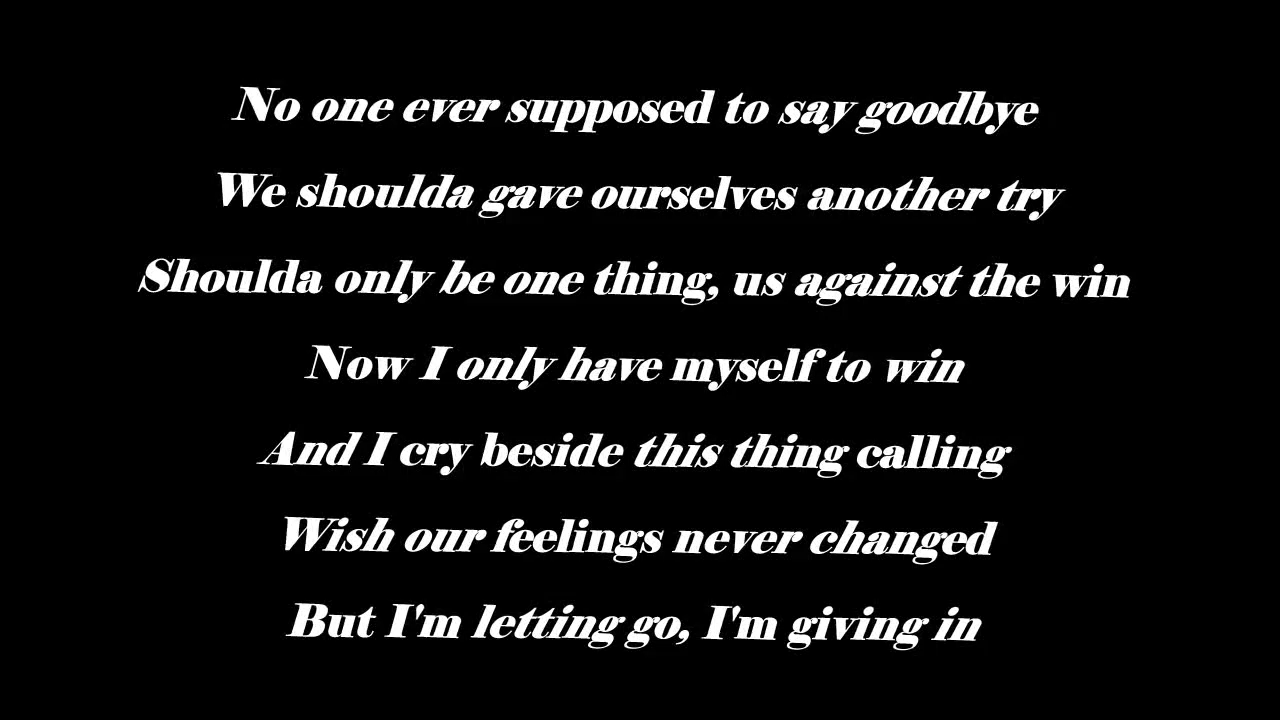 No one ever supposed to say goodbye
We shoulda gave ourselves another try
Shoulda only be one thing, us against the win
Now I only have myself to win
And I cry beside this thing calling
Wish our feelings never changed
But I'm letting go, I'm giving in